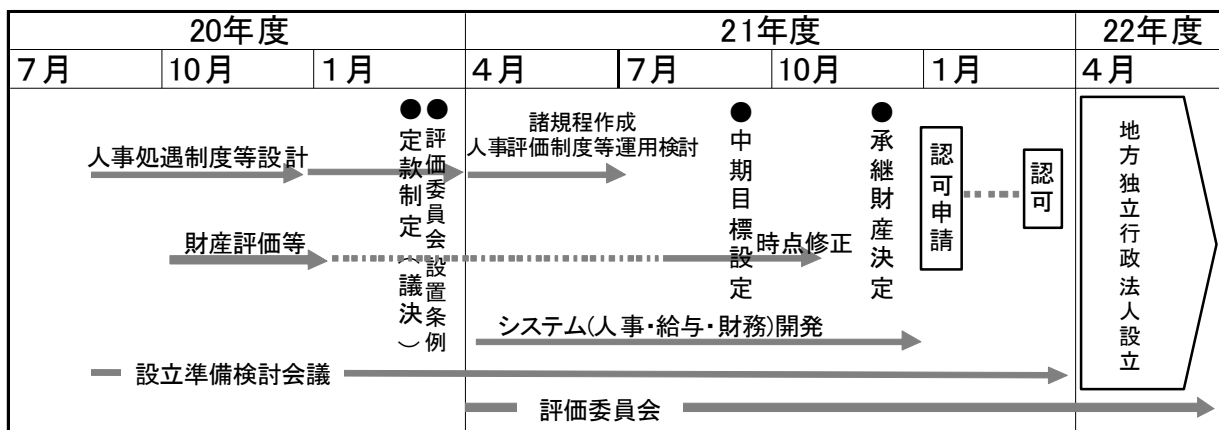 20年度
21年度
22年度
７月
10月
１月
４月
７月
10月
１月
４月
人事処遇制度等設計
財産評価等
●定款制定（議決）
●評価委員会設置条例
諸規程作成
人事評価制度等運用検討
●中期目標設定
時点修正
●承継財産決定
認可申請
認可
地方独立行政法人設立
システム(人事・給与・財務)開発
設立準備検討会議
評価委員会